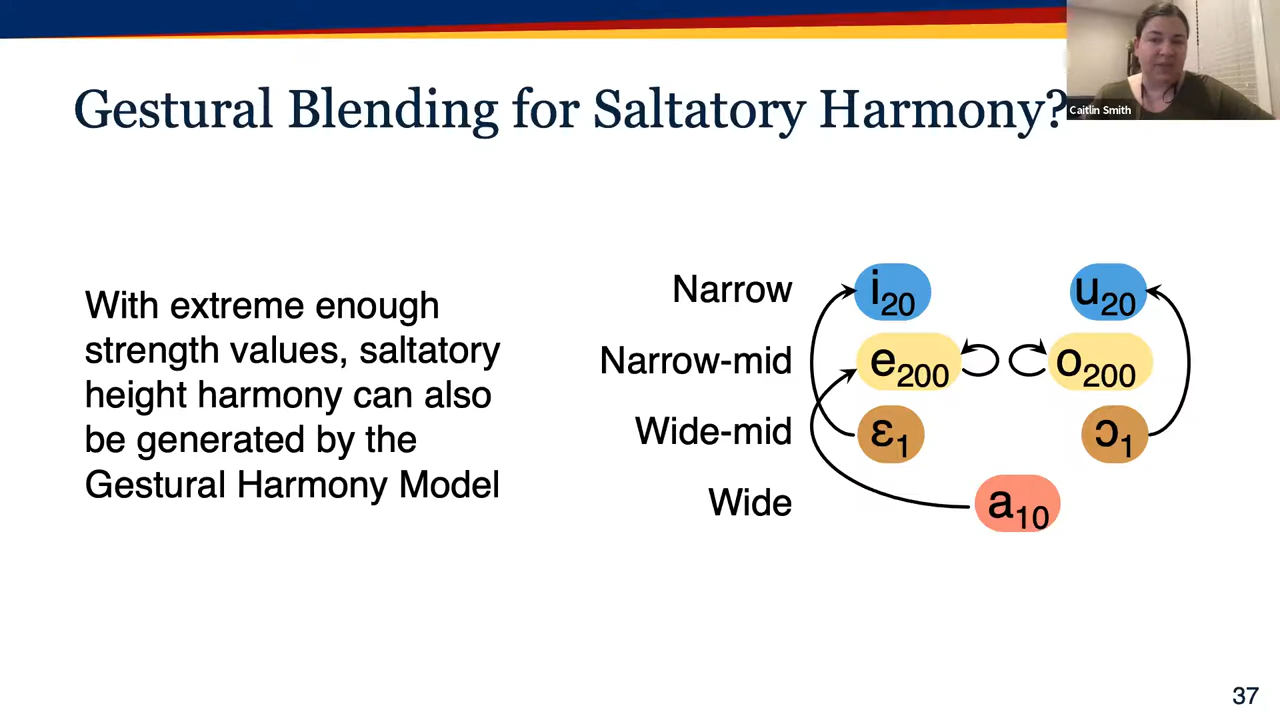 Gestural Blending for Saltatory Harmony?
Caitlin Smith
With extreme enough
strength values, saltatory
height harmony can also
be generated by the
Gestural Harmony Model
Narrow
i20
u20
Narrow-mid
e200
o200
Wide-mid
ɛ1
ɔ1
Wide
a10
37